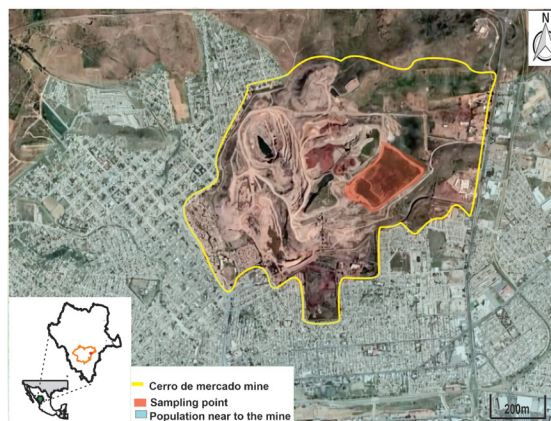 N
Cerro de mercado mine
Sampling point
Population near to the mine
200m